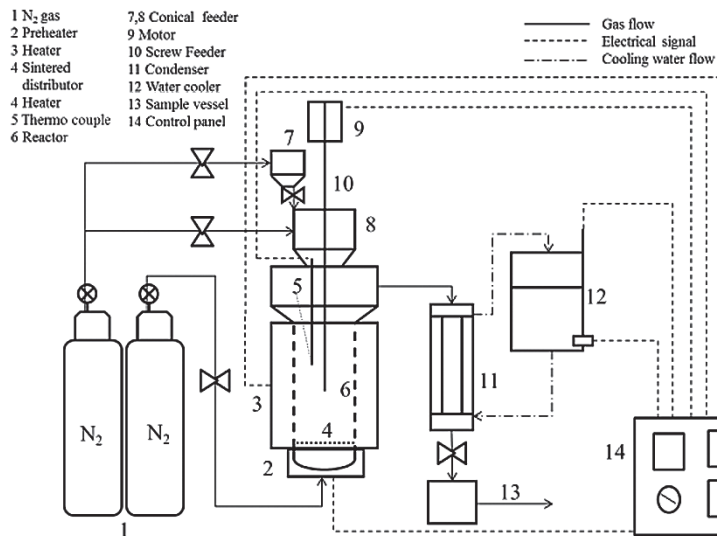 1 N₂ gas
2 Preheater
3 Heater
4 Sintered
distributor
4 Heater
5 Thermo couple
6 Reactor
7,8 Conical feeder
9 Motor
10 Screw Feeder
11 Condenser
12 Water cooler
13 Sample vessel
14 Control panel
Gas flow
Electrical signal
Cooling water flow
7
9
10
8
5
12
6
3
11
4
N₂
N₂
14
2
13
1